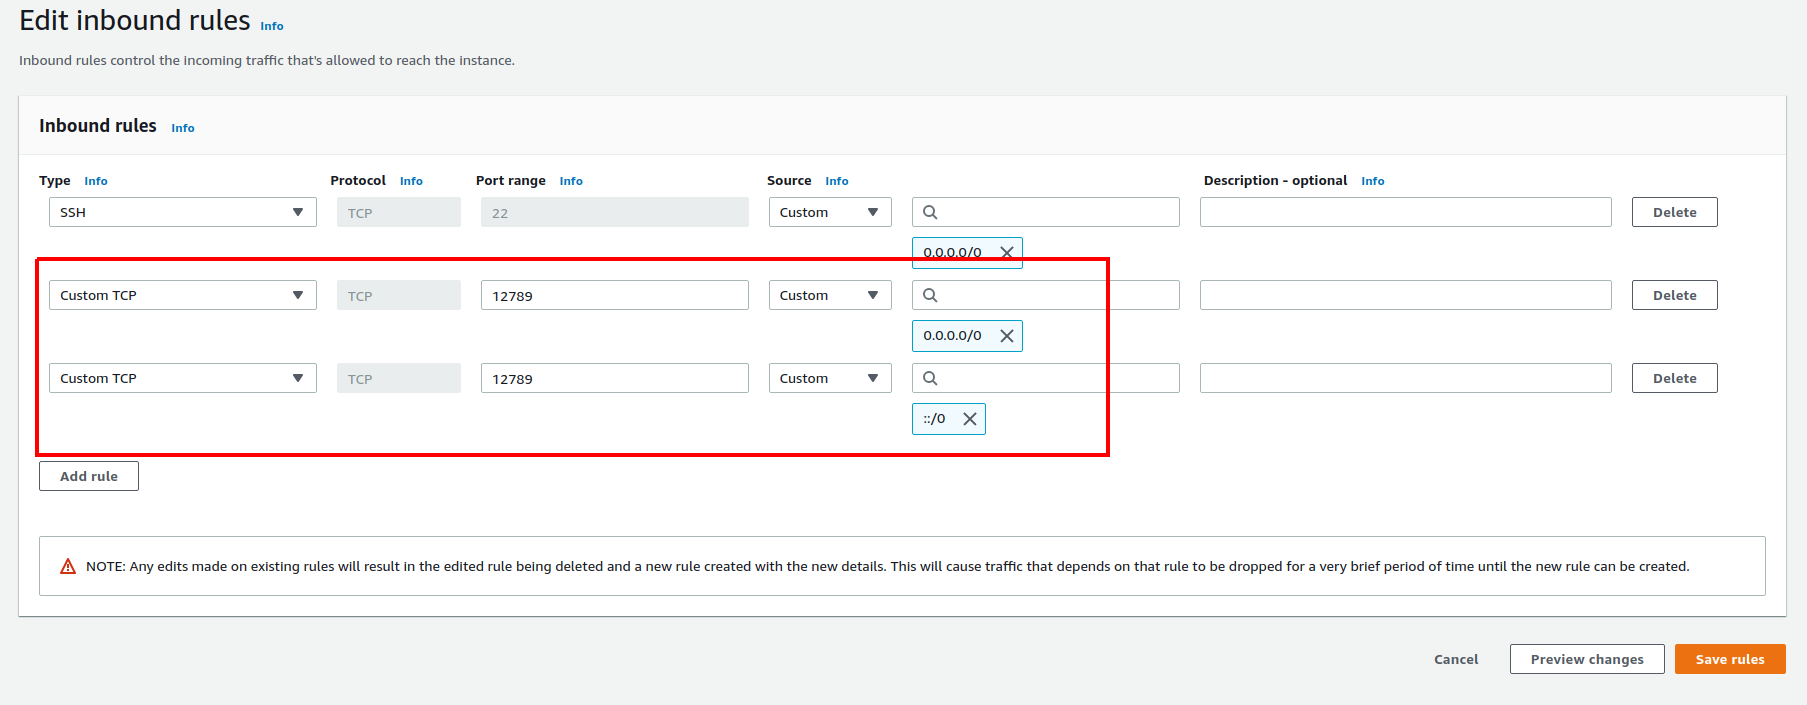 Edit inbound rules Info
Inbound rules control the incoming traffic that's allowed to reach the instance.
Inbound rules Info
Type Info Protocol Info Port range Info Source Info Description - optional Info
SSH TCP 22 Custom Delete
0.0.0.0/0
Custom TCP TCP 12789 Custom Delete
0.0.0.0/0
Custom TCP TCP 12789 Custom Delete
::/0
Add rule
NOTE: Any edits made on existing rules will result in the edited rule being deleted and a new rule created with the new details. This will cause traffic that depends on that rule to be dropped for a very brief period of time until the new rule can be created.
Cancel Preview changes Save rules